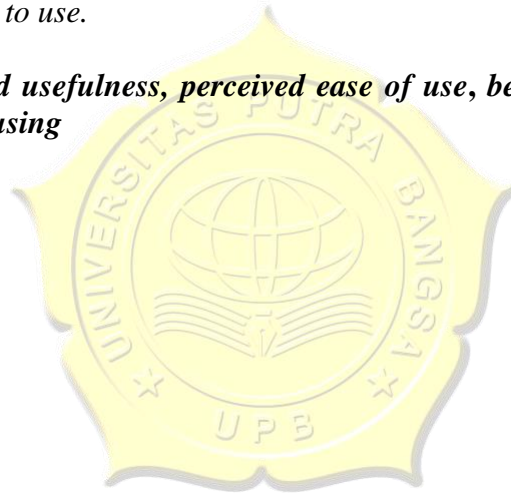 to use.
d usefulness, perceived ease of use, be
using
UNIVERSITAS PUTRA BANGSA
UPB